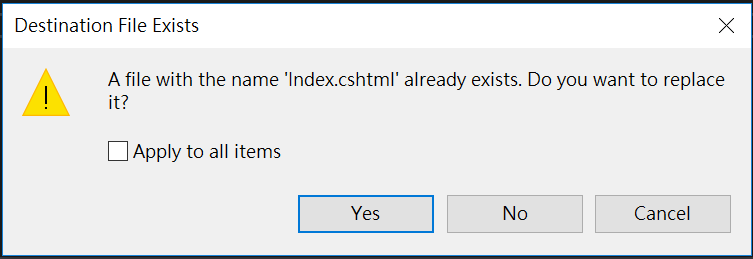 Destination File Exists
A file with the name 'Index.cshtml' already exists. Do you want to replace
it?
Apply to all items
Yes No Cancel